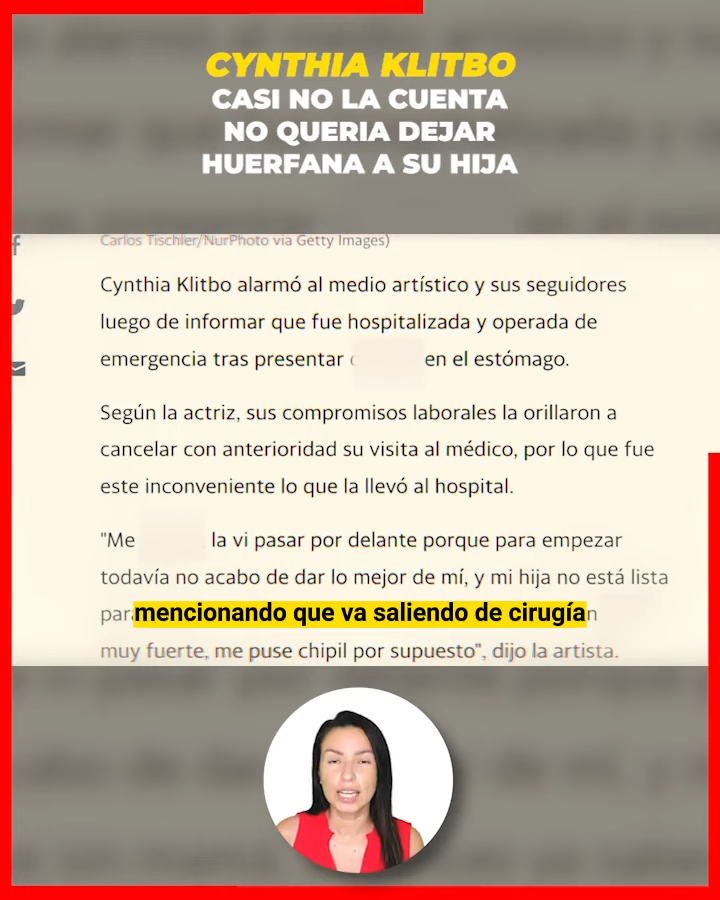 CYNTHIA KLITBO
CASI NO LA CUENTA
NO QUERIA DEJAR
HUERFANA A SU HIJA
Carlos Tischler/NurPhoto via Getty Images)
Cynthia Klitbo alarmó al medio artístico y sus seguidores
luego de informar que fue hospitalizada y operada de
emergencia tras presentar en el estómago.
Según la actriz, sus compromisos laborales la orillaron a
cancelar con anterioridad su visita al médico, por lo que fue
este inconveniente lo que la llevó al hospital.
"Me la vi pasar por delante porque para empezar
todavía no acabo de dar lo mejor de mí, y mi hija no está lista
mencionando que va saliendo de cirugía
muy fuerte, me puse chipil por supuesto", dijo la artista.